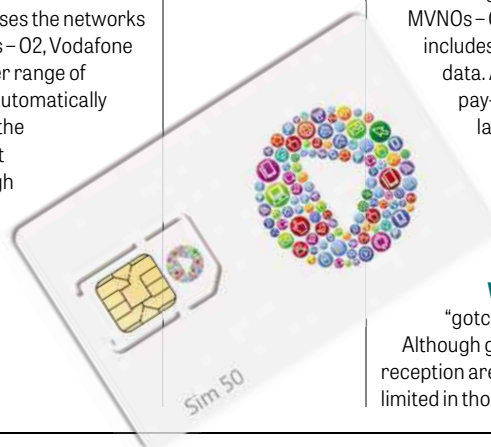 ses the networks
s – O2, Vodafone
er range of
utomatically
the
t
gh
Sim 50
MVNOs – 
includes
data. A
pay-
la
"gotc
Although g
reception are
limited in tho